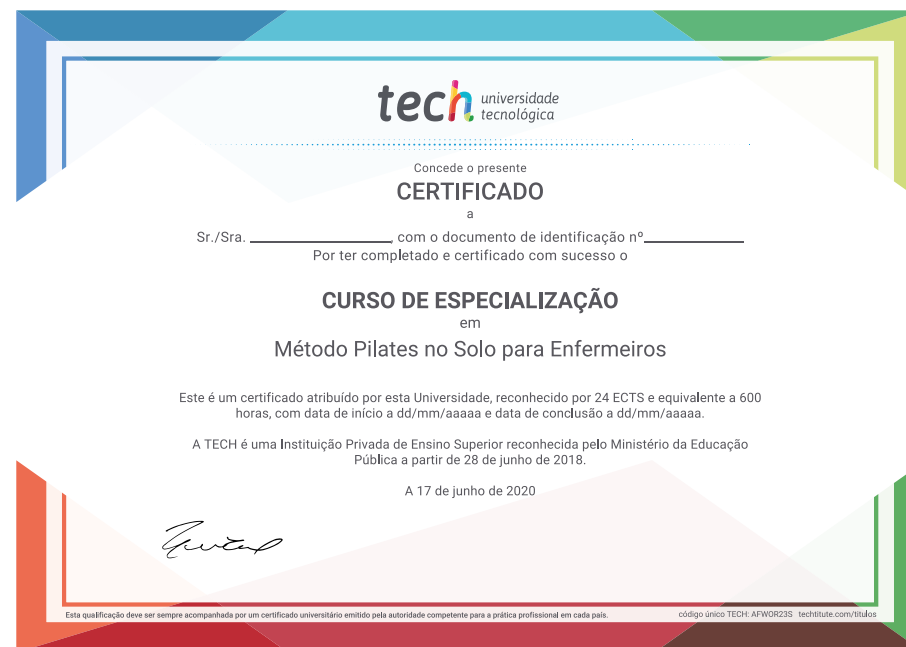 tech universidade
tecnológica
Concede o presente
CERTIFICADO
a
Sr./Sra. ____________________, com o documento de identificação nº______________
Por ter completado e certificado com sucesso o
CURSO DE ESPECIALIZAÇÃO
em
Método Pilates no Solo para Enfermeiros
Este é um certificado atribuído por esta Universidade, reconhecido por 24 ECTS e equivalente a 600
horas, com data de início a dd/mm/aaaaa e data de conclusão a dd/mm/aaaaa.
A TECH é uma Instituição Privada de Ensino Superior reconhecida pelo Ministério da Educação
Pública a partir de 28 de junho de 2018.
A 17 de junho de 2020
Esta qualificação deve ser sempre acompanhada por um certificado universitário emitido pela autoridade competente para a prática profissional em cada país.
código único TECH: AFWOR23S techtitute.com/titulos